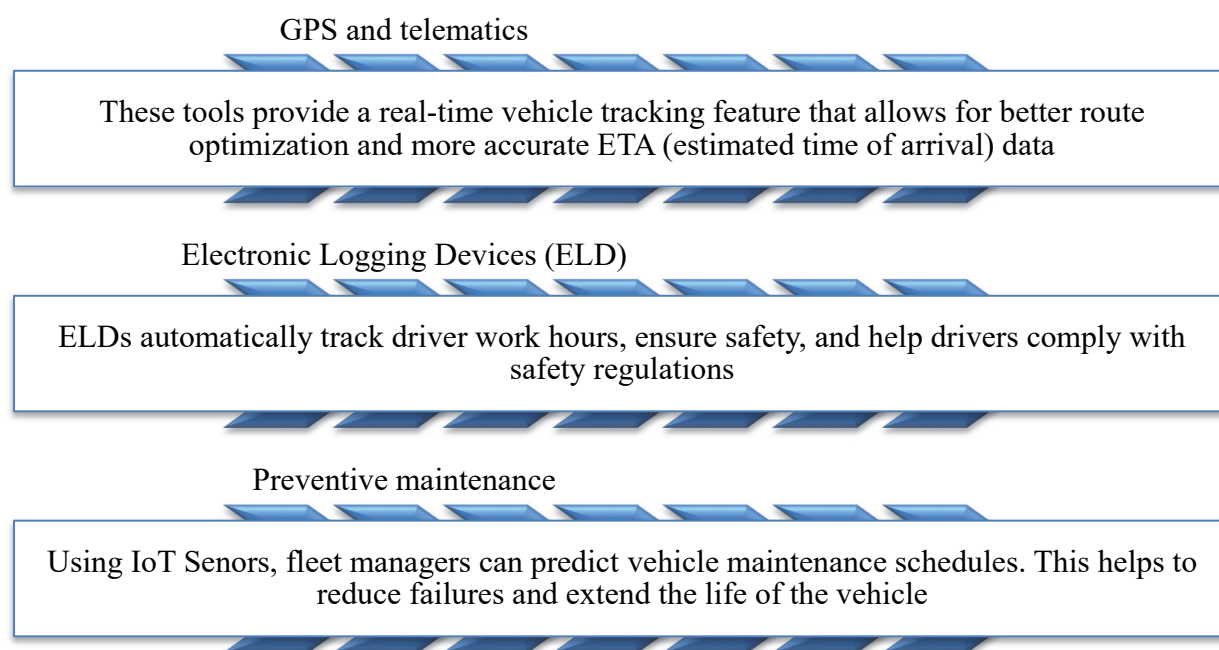 GPS and telematics
These tools provide a real-time vehicle tracking feature that allows for better route
optimization and more accurate ETA (estimated time of arrival) data
Electronic Logging Devices (ELD)
ELDs automatically track driver work hours, ensure safety, and help drivers comply with
safety regulations
Preventive maintenance
Using IoT Senors, fleet managers can predict vehicle maintenance schedules. This helps to
reduce failures and extend the life of the vehicle